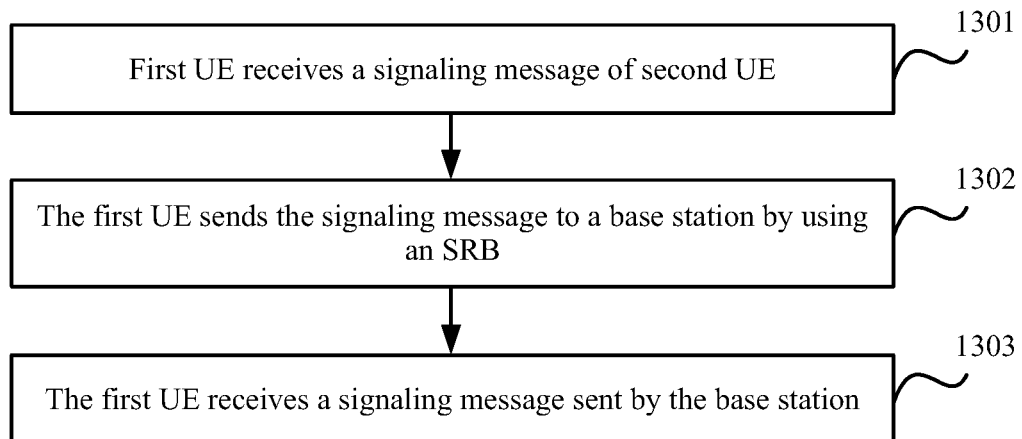 1301
First UE receives a signaling message of second UE
1302
The first UE sends the signaling message to a base station by using
an SRB
1303
The first UE receives a signaling message sent by the base station